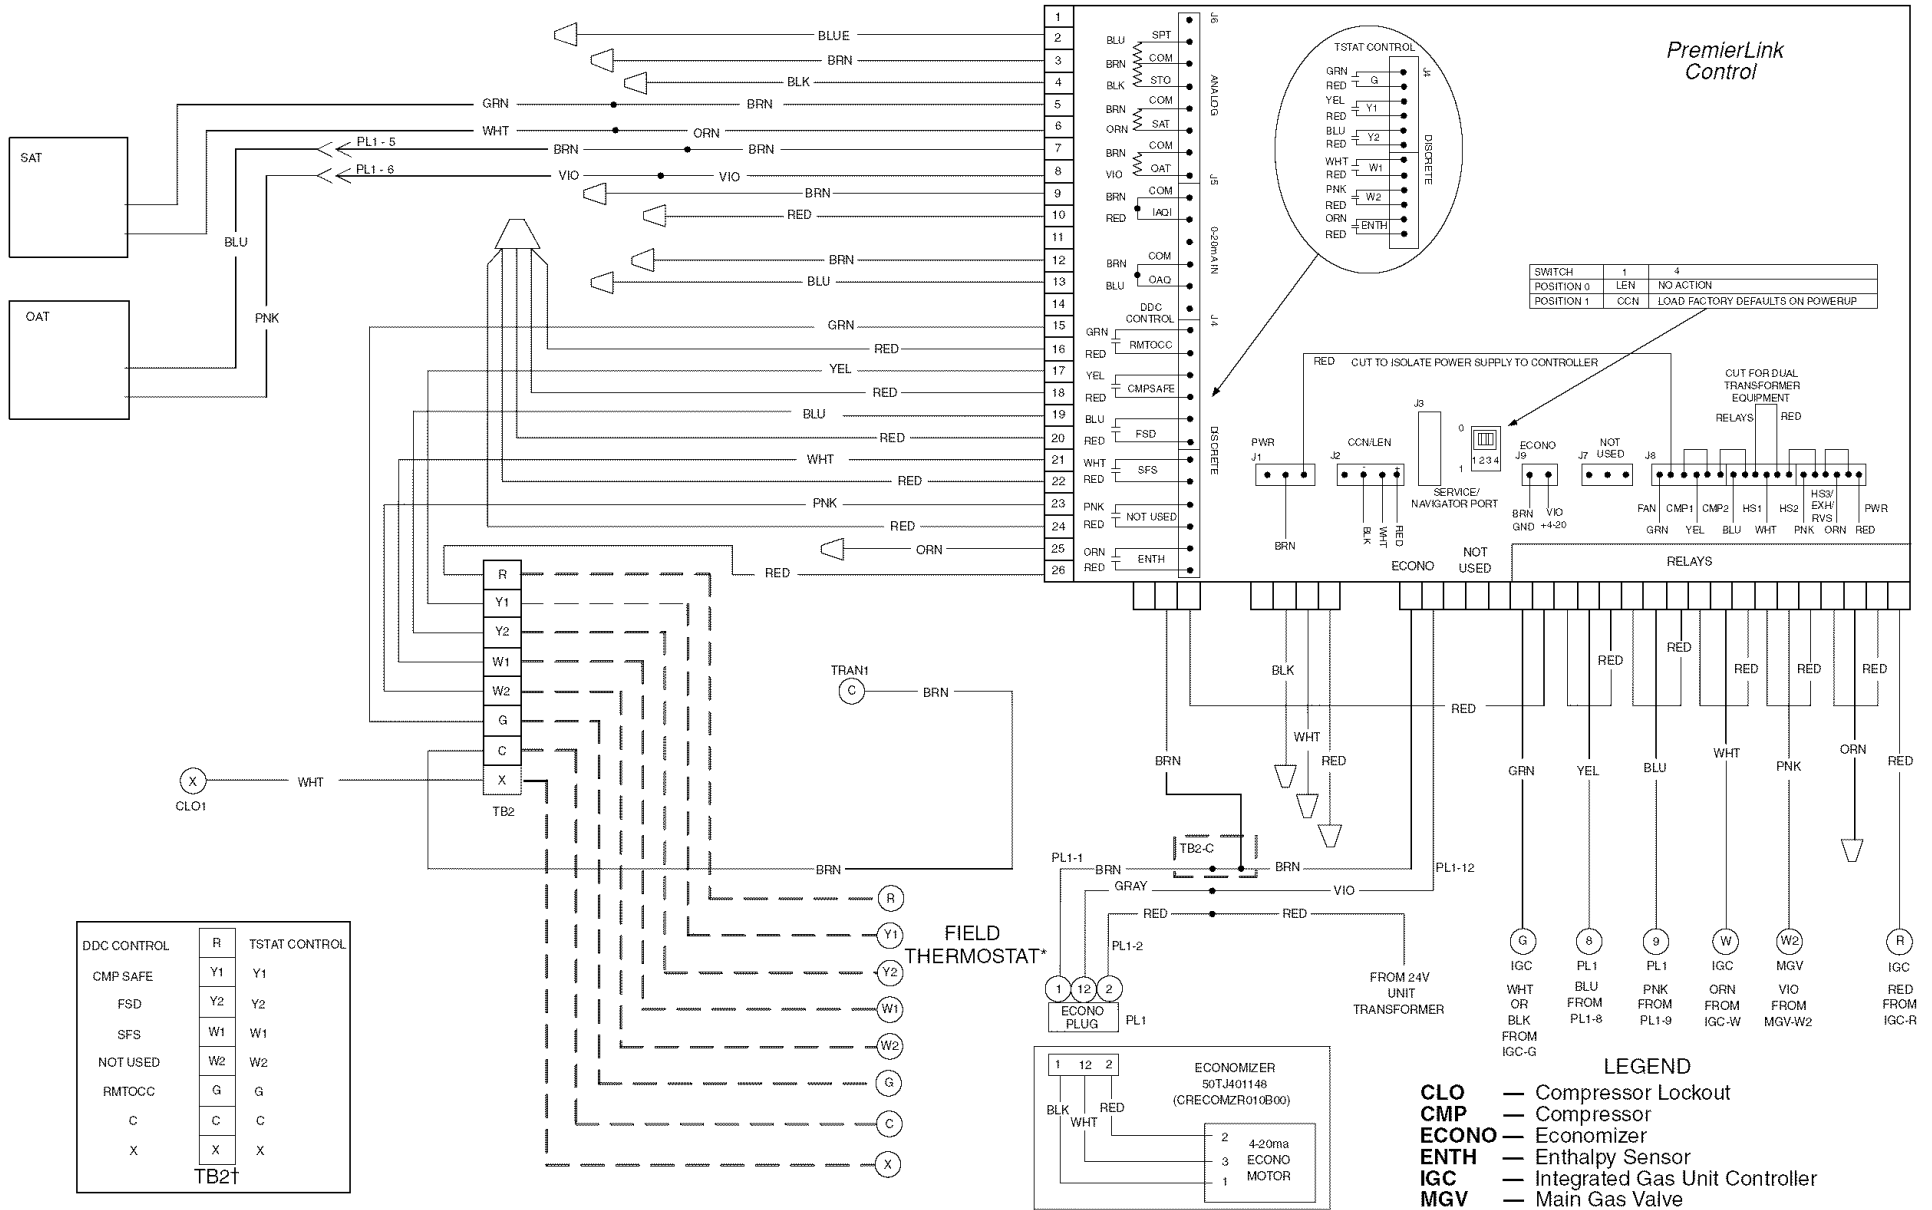 PremierLink
Control
1
2
3
4
5
6
7
8
9
10
11
12
13
14
15
16
17
18
19
20
21
22
23
24
25
26
BLUE
BRN
BLK
GRN BRN
WHT ORN
PL1 - 5 BRN BRN
PL1 - 6 VIO VIO
BRN
RED
BRN
BLU
GRN
RED
YEL
RED
BLU
RED
WHT
RED
PNK
RED
ORN
RED
SAT
OAT
BLU
PNK
J6
BLU SPT
BRN COM
BLK STO
ANALOG
BRN COM
ORN SAT
BRN COM
VIO OAT
J5
BRN COM
RED IAQI
0-20mA IN
BRN COM
BLU OAQ
DDC
CONTROL
J4
GRN
RED RMTOCC
YEL
RED CMPSAFE
BLU
RED FSD
DISCRETE
WHT
RED SFS
PNK
RED NOT USED
ORN
RED ENTH
TSTAT CONTROL
J4
GRN
RED G
YEL
RED Y1
BLU
RED Y2
DISCRETE
WHT
RED W1
PNK
RED W2
ORN
RED ENTH
SWITCH 1 4
POSITION 0 LEN NO ACTION
POSITION 1 CCN LOAD FACTORY DEFAULTS ON POWERUP
RED CUT TO ISOLATE POWER SUPPLY TO CONTROLLER
CUT FOR DUAL
TRANSFORMER
EQUIPMENT
RELAYS RED
PWR
J1
BRN
CCN/LEN
J2
- +
BLK
WHT
RED
J3
SERVICE/
NAVIGATOR PORT
0
1
1 2 3 4
ECONO
J9
BRN
GND
VIO
+4-20
NOT
USED
J7
J8
FAN CMP1 CMP2 HS1 HS2 HS3/
EXH/
RVS PWR
GRN YEL BLU WHT PNK ORN RED
ECONO
NOT
USED
RELAYS
R
Y1
Y2
W1
W2
G
C
X
TB2
X
CLO1
WHT
TRAN1
C
BRN
BRN
BRN
BLK
WHT
RED
RED
GRN
YEL
RED
BLU
RED
WHT
RED
PNK
RED
ORN
RED
TB2-C
PL1-1
BRN BRN
PL1-12
GRAY VIO
RED RED
PL1-2
1 12 2
ECONO
PLUG
PL1
FROM 24V
UNIT
TRANSFORMER
R
Y1
Y2
W1
W2
G
C
X
FIELD
THERMOSTAT*
G
IGC
WHT
OR
BLK
FROM
IGC-G
8
PL1
BLU
FROM
PL1-8
9
PL1
PNK
FROM
PL1-9
W
IGC
ORN
FROM
IGC-W
W2
MGV
VIO
FROM
MGV-W2
R
IGC
RED
FROM
IGC-R
DDC CONTROL R TSTAT CONTROL
CMP SAFE Y1 Y1
FSD Y2 Y2
SFS W1 W1
NOT USED W2 W2
RMTOCC G G
C C C
X X X
TB2†
1 12 2
BLK
WHT
RED
ECONOMIZER
50TJ401148
(CRECOMZR010B00)
2
3
1
4-20ma
ECONO
MOTOR
LEGEND
CLO — Compressor Lockout
CMP — Compressor
ECONO — Economizer
ENTH — Enthalpy Sensor
IGC — Integrated Gas Unit Controller
MGV — Main Gas Valve